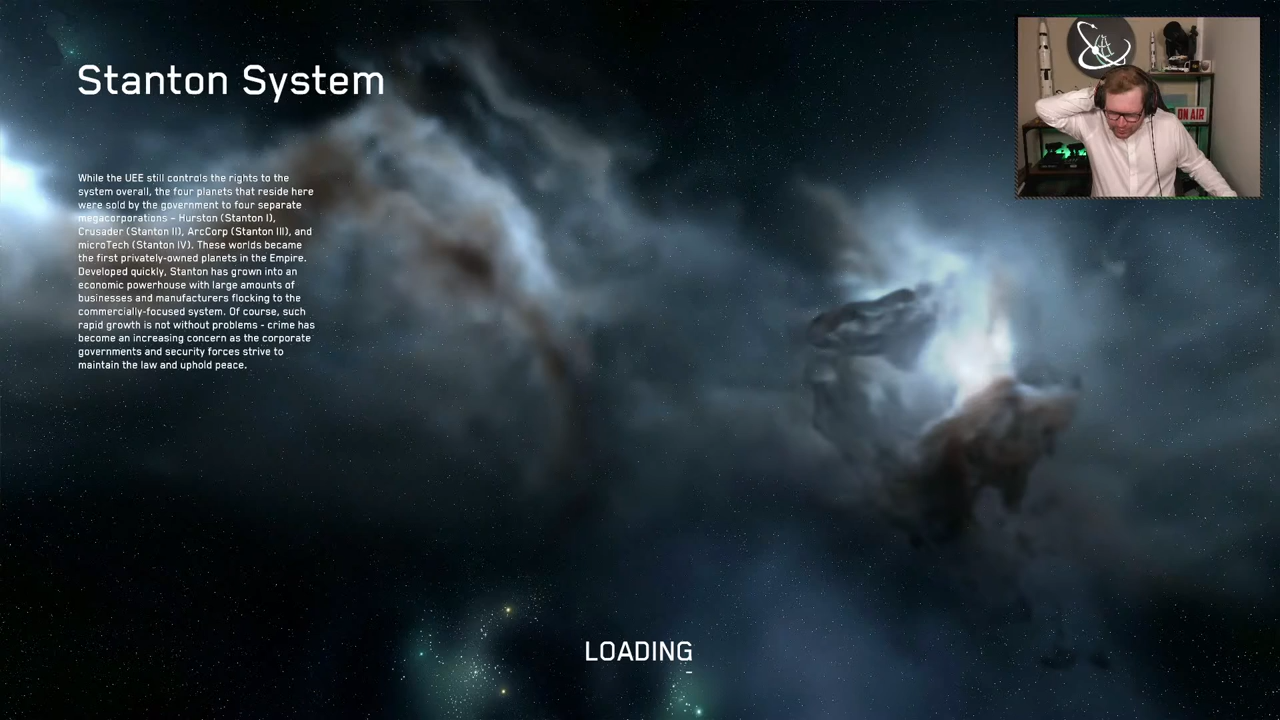 Stanton System
While the UEE still controls the rights to the
system overall, the four planets that reside here
were sold by the government to four separate
megacorporations – Hurston (Stanton I),
Crusader (Stanton II), ArcCorp (Stanton III), and
microTech (Stanton IV). These worlds became
the first privately-owned planets in the Empire.
Developed quickly, Stanton has grown into an
economic powerhouse with large amounts of
businesses and manufacturers flocking to the
commercially-focused system. Of course, such
rapid growth is not without problems - crime has
become an increasing concern as the corporate
governments and security forces strive to
maintain the law and uphold peace.
ON AIR
LOADING